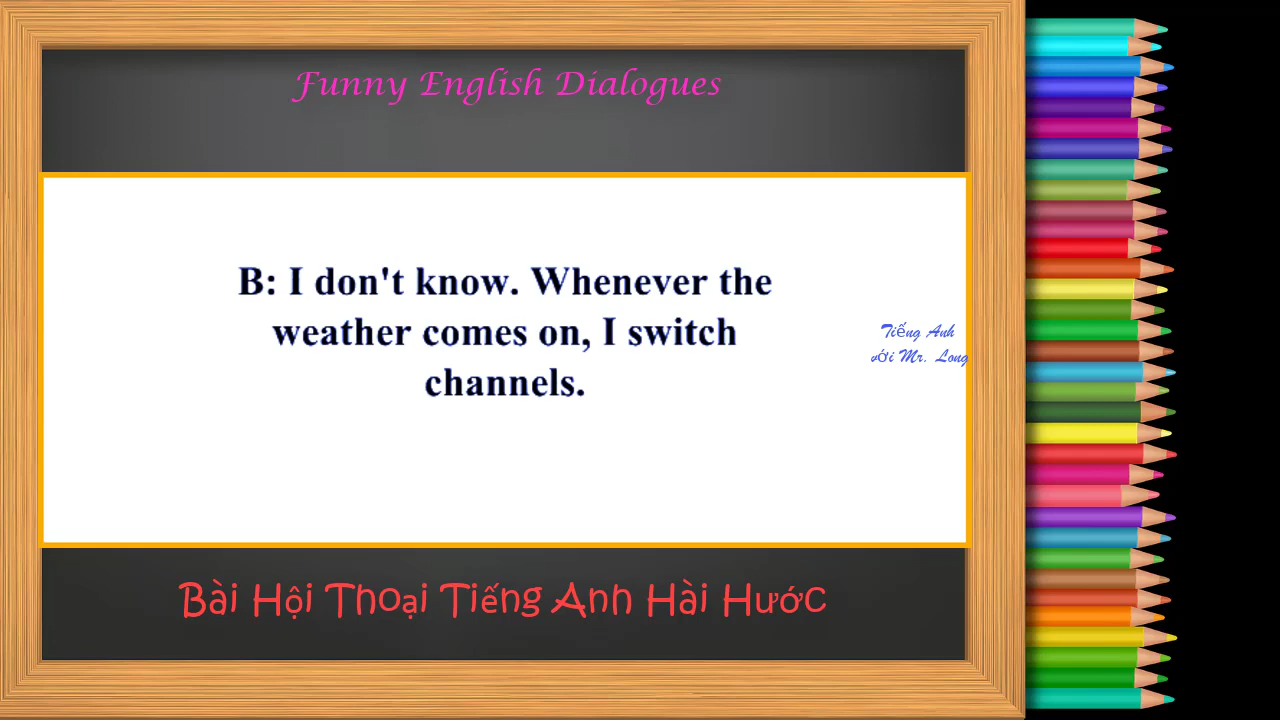 Funny English Dialogues
B: I don't know. Whenever the
weather comes on, I switch
channels.
Tiếng Anh
với Mr. Long
Bài Hội Thoại Tiếng Anh Hài Hước